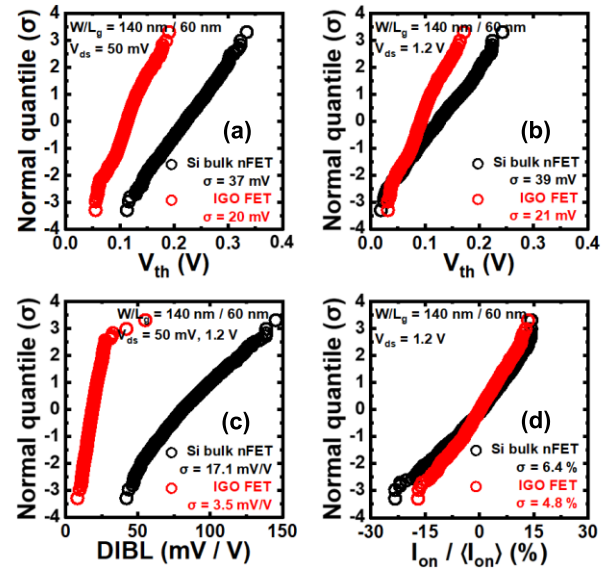 Normal quantile (σ)
4
3
2
1
0
-1
-2
-3
-4
W/Lg = 140 nm / 60 nm
Vds = 50 mV
(a)
Si bulk nFET
σ = 37 mV
IGO FET
σ = 20 mV
0.0 0.1 0.2 0.3 0.4
Vth (V)
Normal quantile (σ)
4
3
2
1
0
-1
-2
-3
-4
W/Lg = 140 nm / 60 nm
Vds = 1.2 V
(b)
Si bulk nFET
σ = 39 mV
IGO FET
σ = 21 mV
0.0 0.1 0.2 0.3 0.4
Vth (V)
Normal quantile (σ)
4
3
2
1
0
-1
-2
-3
-4
W/Lg = 140 nm / 60 nm
Vds = 50 mV, 1.2 V
(c)
Si bulk nFET
σ = 17.1 mV/V
IGO FET
σ = 3.5 mV/V
0 50 100 150
DIBL (mV / V)
Normal quantile (σ)
4
3
2
1
0
-1
-2
-3
-4
W/Lg = 140 nm / 60 nm
Vds = 1.2 V
(d)
Si bulk nFET
σ = 6.4 %
IGO FET
σ = 4.8 %
-30 -15 0 15 30
Ion / ⟨Ion⟩ (%)